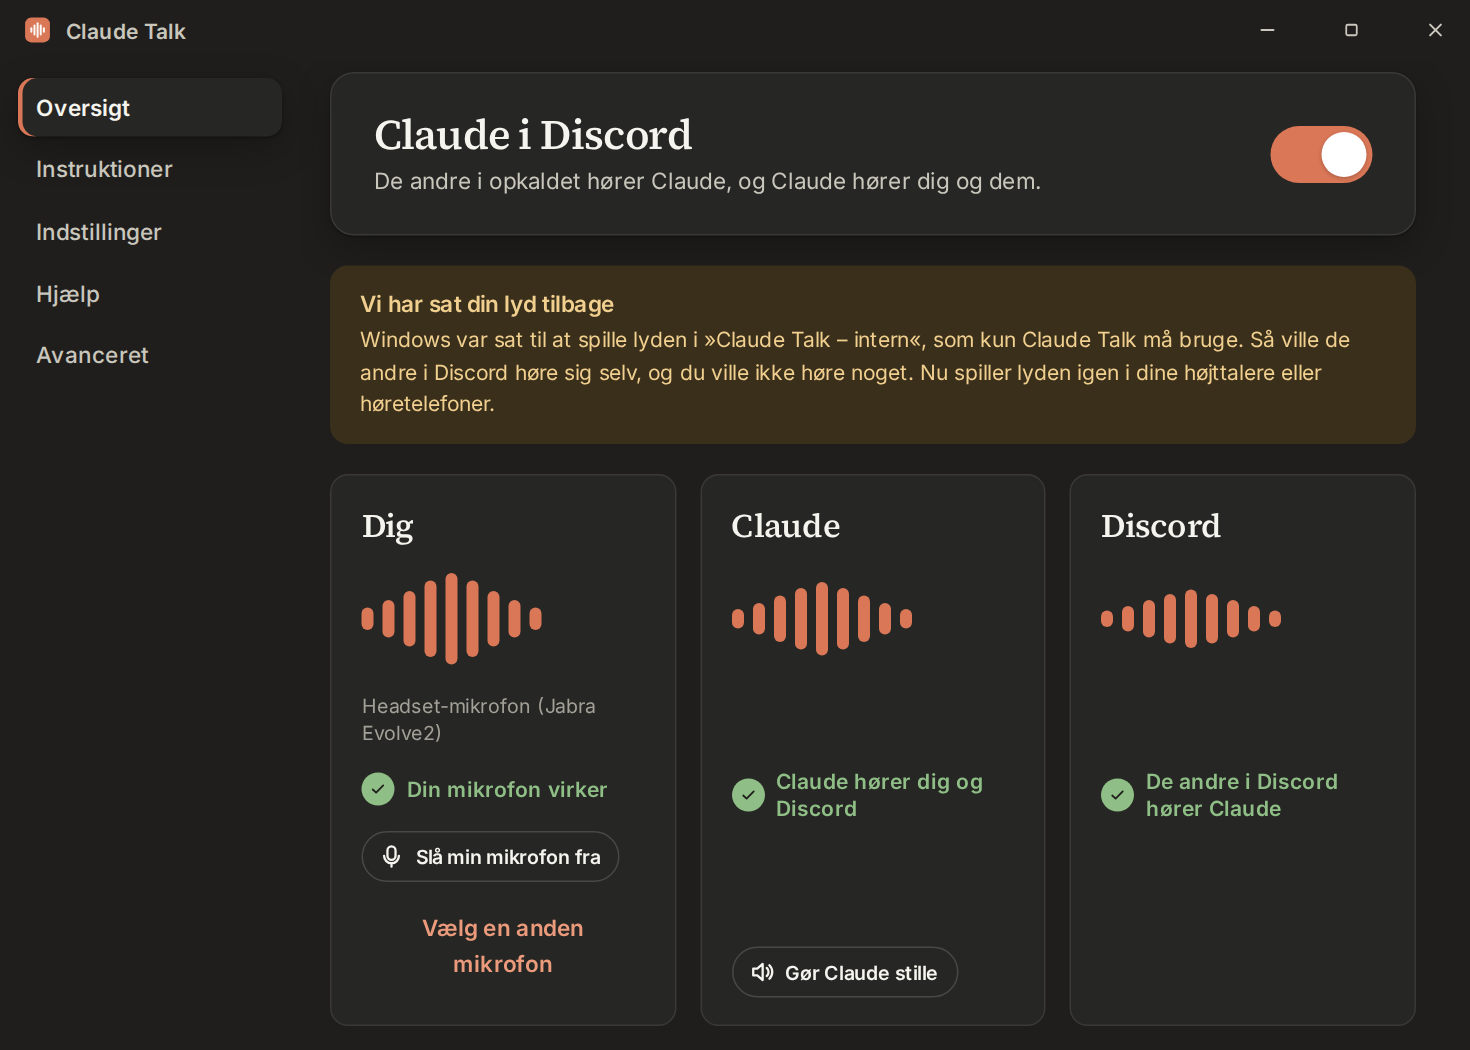 Claude Talk
Oversigt
Instruktioner
Indstillinger
Hjælp
Avanceret
Claude i Discord
De andre i opkaldet hører Claude, og Claude hører dig og dem.
Vi har sat din lyd tilbage
Windows var sat til at spille lyden i »Claude Talk – intern«, som kun Claude Talk må bruge. Så ville de
andre i Discord høre sig selv, og du ville ikke høre noget. Nu spiller lyden igen i dine højttalere eller
høretelefoner.
Dig
Headset-mikrofon (Jabra
Evolve2)
Din mikrofon virker
Slå min mikrofon fra
Vælg en anden
mikrofon
Claude
Claude hører dig og
Discord
Gør Claude stille
Discord
De andre i Discord
hører Claude